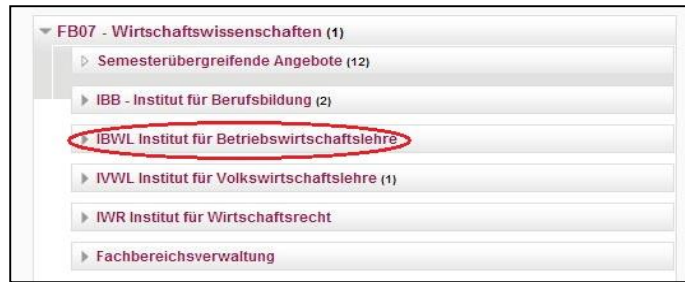 FB07 - Wirtschaftswissenschaften (1)
Semesterübergreifende Angebote (12)
IBB - Institut für Berufsbildung (2)
IBWL Institut für Betriebswirtschaftslehre
IVWL Institut für Volkswirtschaftslehre (1)
IWR Institut für Wirtschaftsrecht
Fachbereichsverwaltung